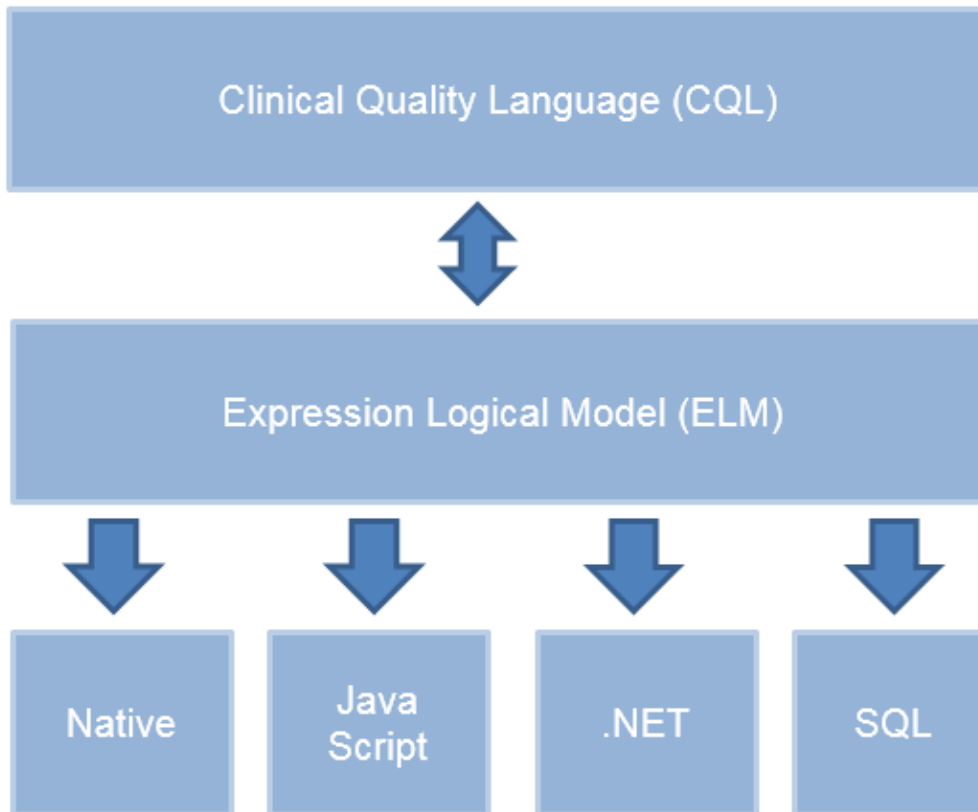 Clinical Quality Language (CQL)
Expression Logical Model (ELM)
Native
Java
Script
.NET
SQL